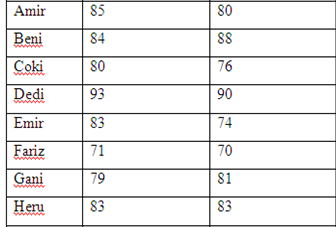 Amir 85 80
Beni 84 88
Coki 80 76
Dedi 93 90
Emir 83 74
Fariz 71 70
Gani 79 81
Heru 83 83